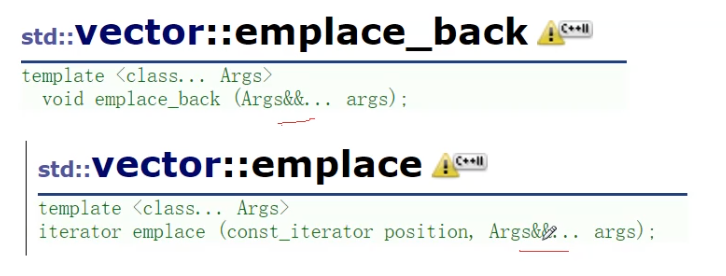 std::vector::emplace_back C++11
template <class... Args>
void emplace_back (Args&&... args);
std::vector::emplace C++11
template <class... Args>
iterator emplace (const_iterator position, Args&&... args);